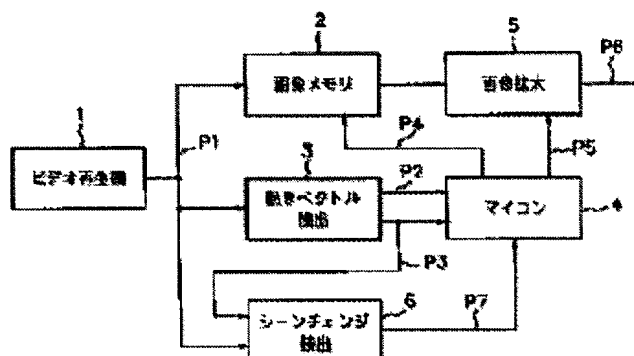 2
5
P6
画像メモリ
画像拡大
1
P1
P4
P5
3
ビデオ再生機
P2
動きベクトル
検出
マイコン
4
P3
6
シーンチェンジ
検出
P7